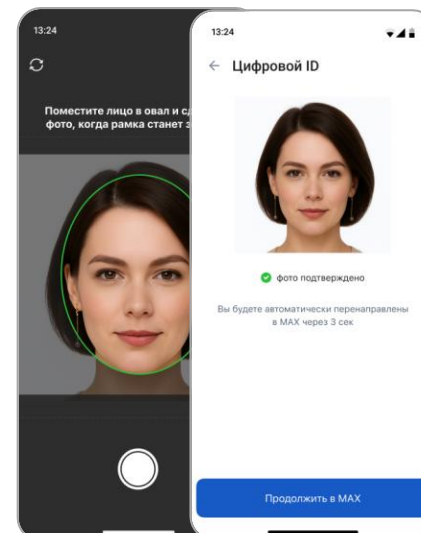 13:24
Поместите лицо в овал и
фото, когда рамка станет
13:24
← Цифровой ID
фото подтверждено
Вы будете автоматически перенаправлены
в MAX через 3 сек
Продолжить в MAX